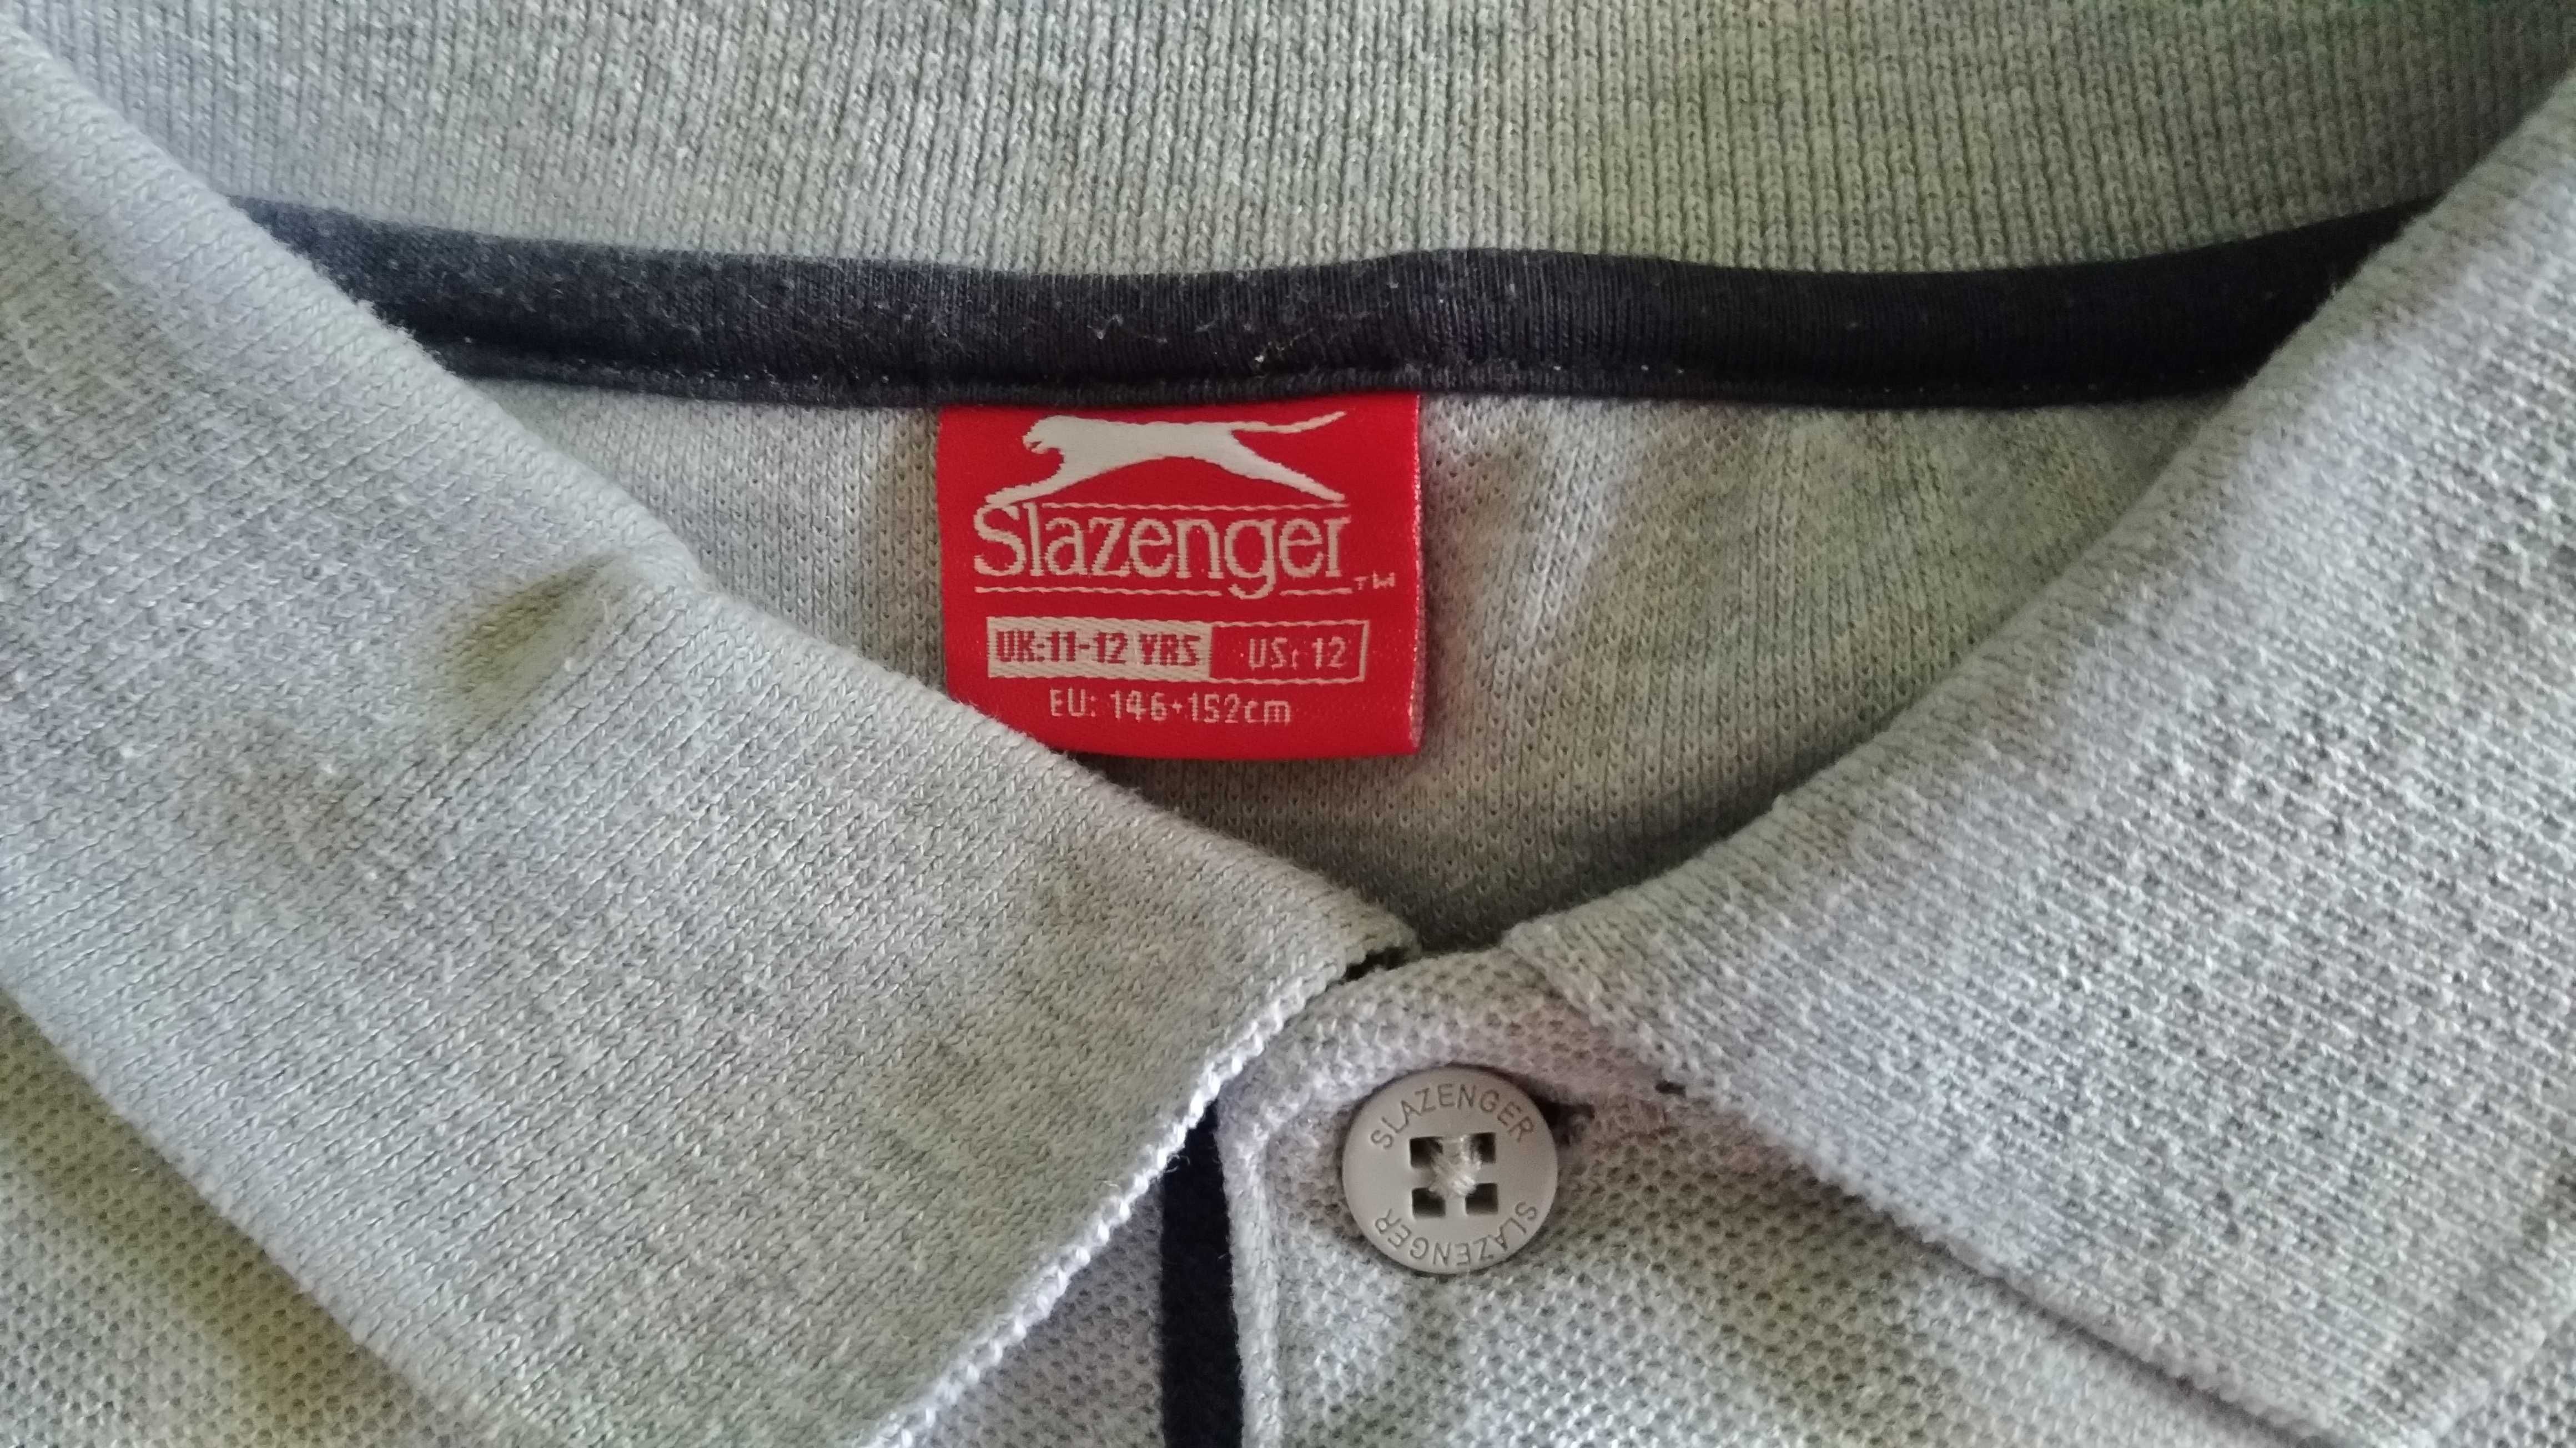 Slazenger™
UK:11-12 YRS US: 12
EU: 146-152cm
SLAZENGER
SLAZENGER